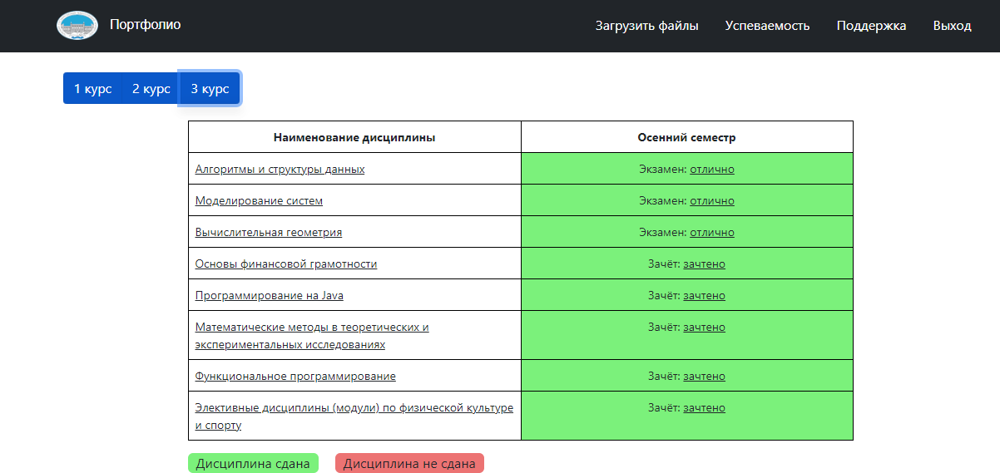 Портфолио
Загрузить файлы
Успеваемость
Поддержка
Выход
1 курс
2 курс
3 курс
Наименование дисциплины
Осенний семестр
Алгоритмы и структуры данных
Экзамен: отлично
Моделирование систем
Экзамен: отлично
Вычислительная геометрия
Экзамен: отлично
Основы финансовой грамотности
Зачёт: зачтено
Программирование на Java
Зачёт: зачтено
Математические методы в теоретических и
экспериментальных исследованиях
Зачёт: зачтено
Функциональное программирование
Зачёт: зачтено
Элективные дисциплины (модули) по физической культуре
и спорту
Зачёт: зачтено
Дисциплина сдана
Дисциплина не сдана